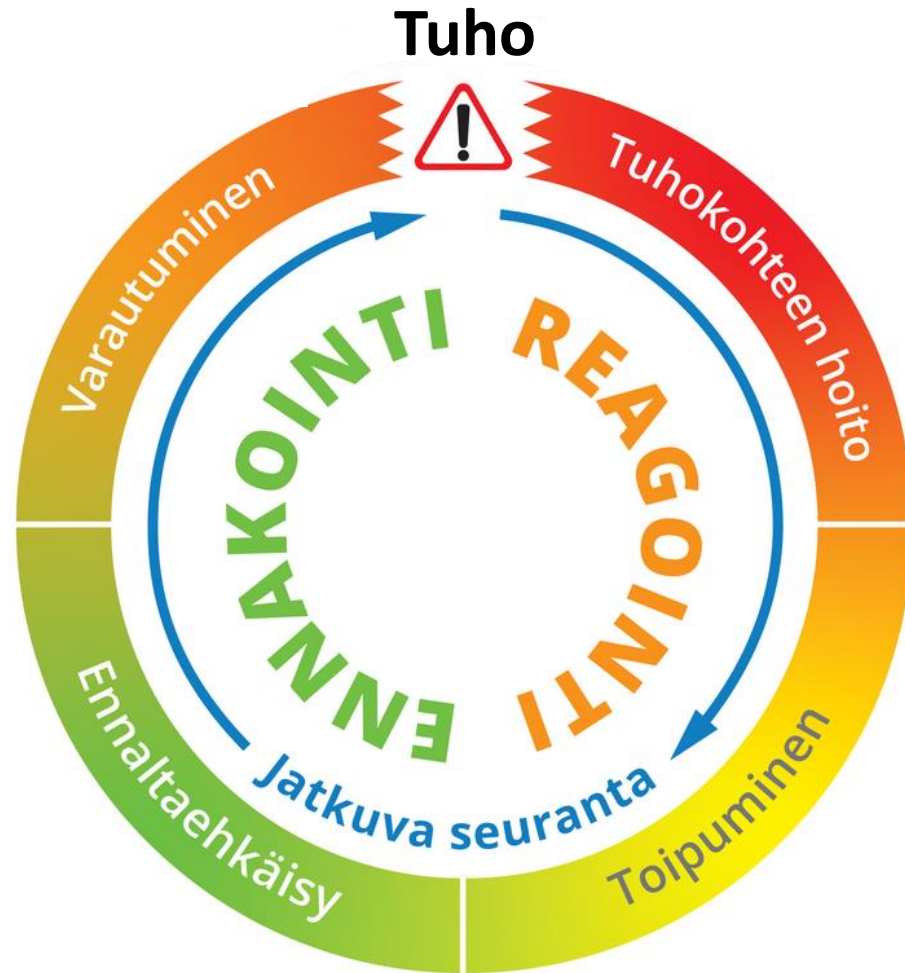 Tuho
Varautuminen
Tuhokohteen hoito
ENNAKOINTI
REAGOINTI
Jatkuva seuranta
Ennaltaehkäisy
Toipuminen